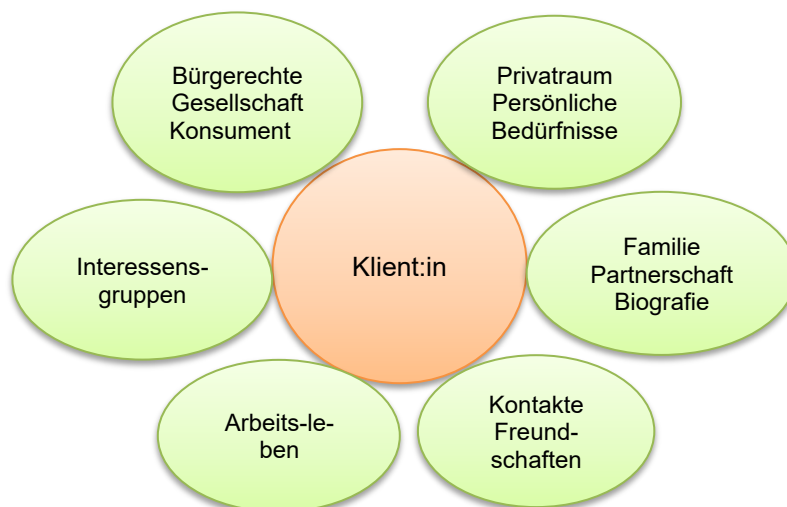 Bürgerechte
Gesellschaft
Konsument
Privatraum
Persönliche
Bedürfnisse
Klient:in
Interessens-
gruppen
Familie
Partnerschaft
Biografie
Arbeits-le-
ben
Kontakte
Freund-
schaften